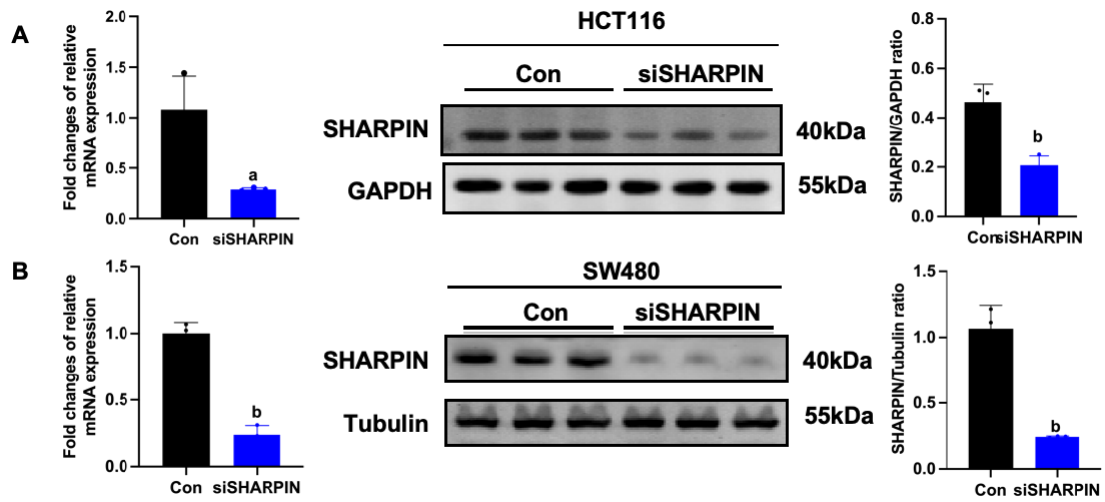 A
Fold changes of relative
mRNA expression
2.0
1.5
1.0
0.5
0.0
a
Con siSHARPIN
HCT116
Con siSHARPIN
SHARPIN 40kDa
GAPDH 55kDa
SHARPIN/GAPDH ratio
0.8
0.6
0.4
0.2
0.0
b
Con siSHARPIN
B
Fold changes of relative
mRNA expression
1.5
1.0
0.5
0.0
b
Con siSHARPIN
SW480
Con siSHARPIN
SHARPIN 40kDa
Tubulin 55kDa
SHARPIN/Tubulin ratio
1.5
1.0
0.5
0.0
b
Con siSHARPIN